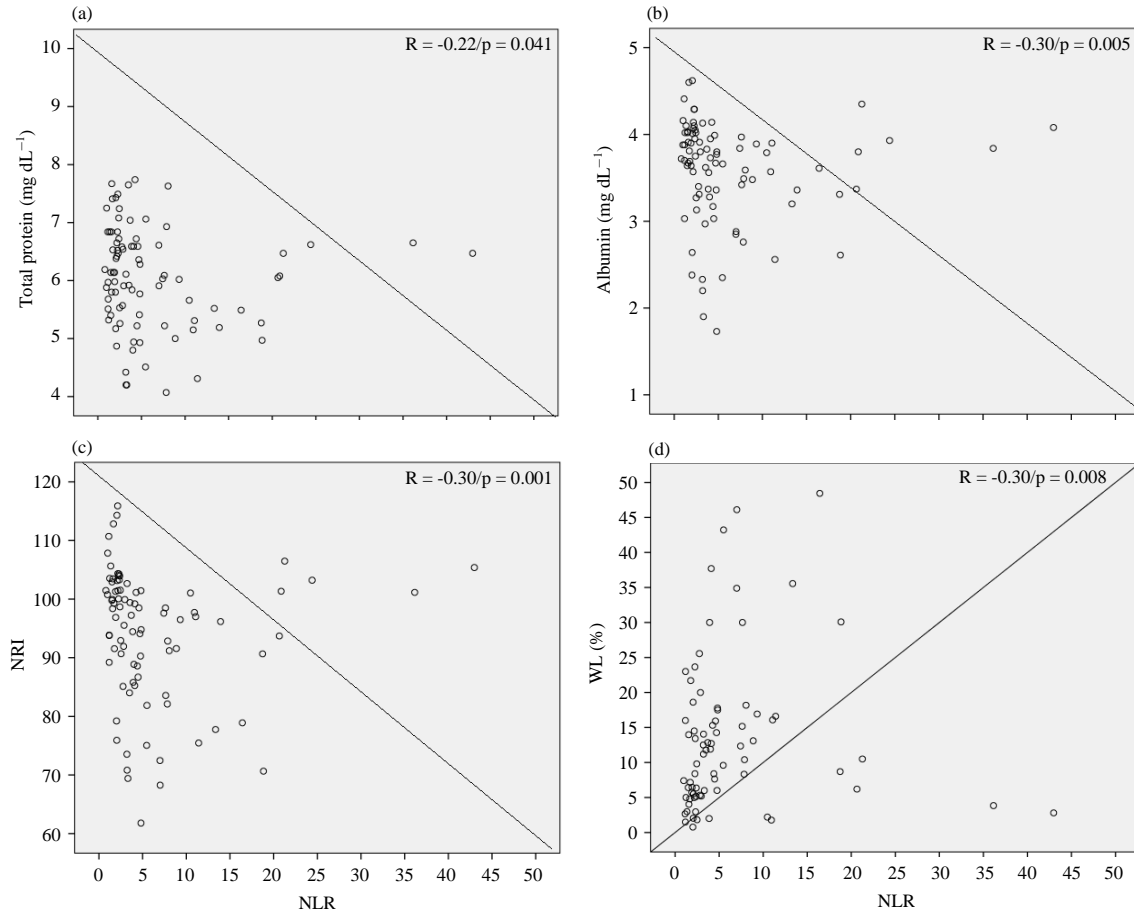 (a)
R = -0.22/p = 0.041
10
9
8
7
6
5
4
Total protein (mg dL−1)
(b)
R = -0.30/p = 0.005
5
4
3
2
1
Albumin (mg dL−1)
(c)
R = -0.30/p = 0.001
120
110
100
90
80
70
60
NRI
0 5 10 15 20 25 30 35 40 45 50
NLR
(d)
R = -0.30/p = 0.008
50
45
40
35
30
25
20
15
10
5
0
WL (%)
0 5 10 15 20 25 30 35 40 45 50
NLR